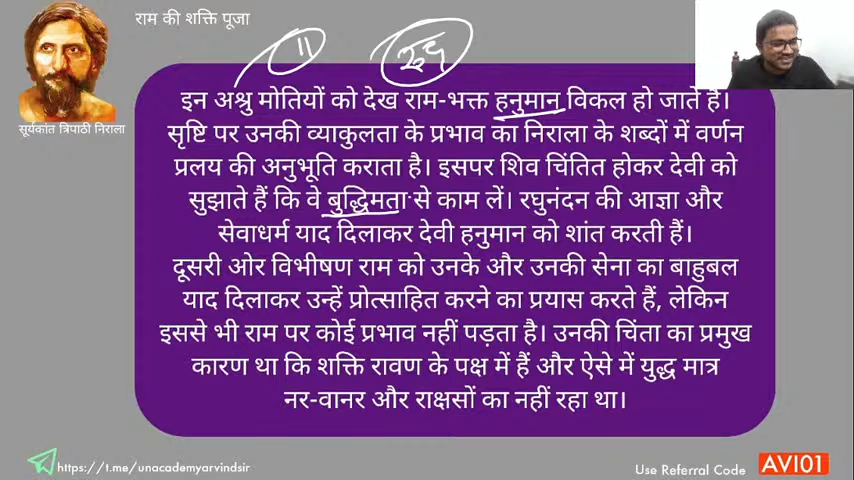 राम की शक्ति पूजा
सूर्यकांत त्रिपाठी निराला
11
रुद्र
इन अश्रु मोतियों को देख राम-भक्त हनुमान विकल हो जाते हैं।
सृष्टि पर उनकी व्याकुलता के प्रभाव का निराला के शब्दों में वर्णन
प्रलय की अनुभूति कराता है। इसपर शिव चिंतित होकर देवी को
सुझाते हैं कि वे बुद्धिमता से काम लें। रघुनंदन की आज्ञा और
सेवाधर्म याद दिलाकर देवी हनुमान को शांत करती हैं।
दूसरी ओर विभीषण राम को उनके और उनकी सेना का बाहुबल
याद दिलाकर उन्हें प्रोत्साहित करने का प्रयास करते हैं, लेकिन
इससे भी राम पर कोई प्रभाव नहीं पड़ता है। उनकी चिंता का प्रमुख
कारण था कि शक्ति रावण के पक्ष में हैं और ऐसे में युद्ध मात्र
नर-वानर और राक्षसों का नहीं रहा था।
https://t.me/unacademyarvindsir
Use Referral Code AVI01